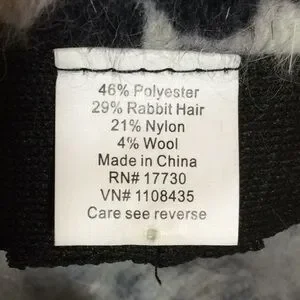 46% Polyester
29% Rabbit Hair
21% Nylon
4% Wool
Made in China
RN# 17730
VN# 1108435
Care see reverse